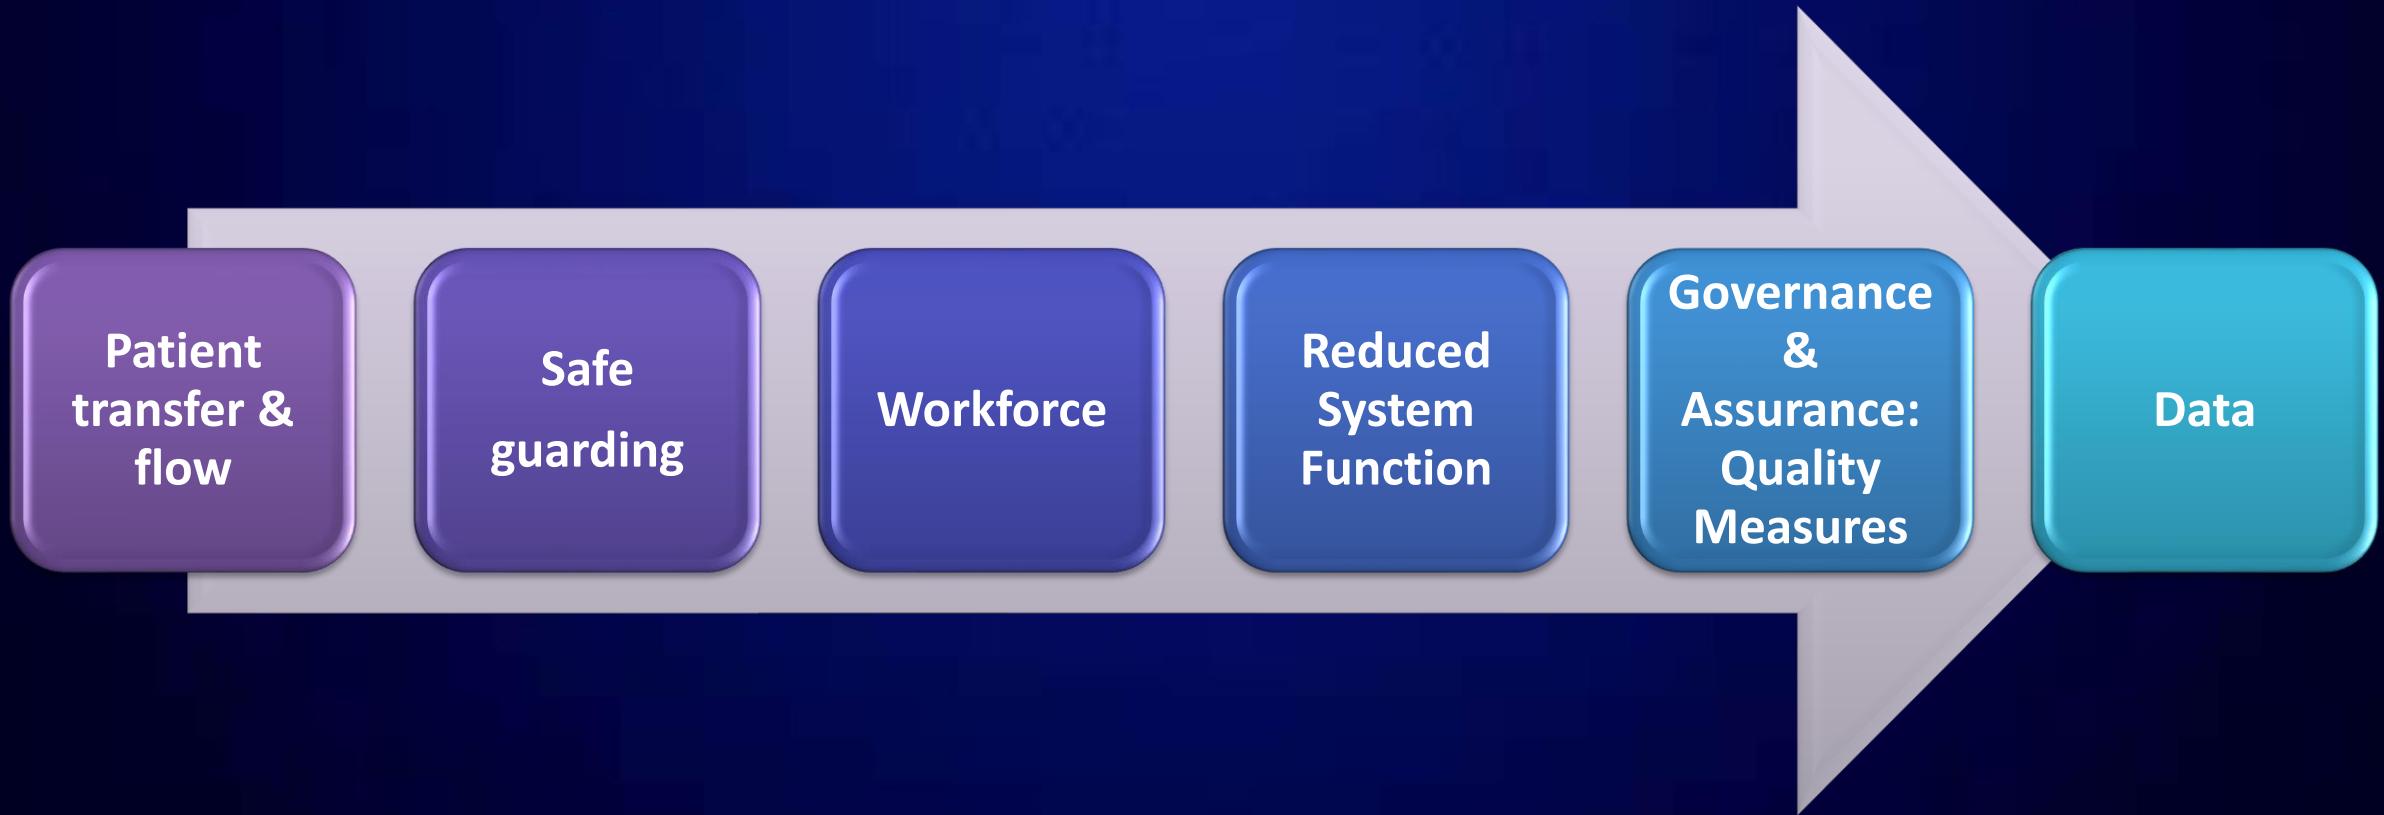 Patient
transfer &
flow
Safe
guarding
Workforce
Reduced
System
Function
Governance
&
Assurance:
Quality
Measures
Data